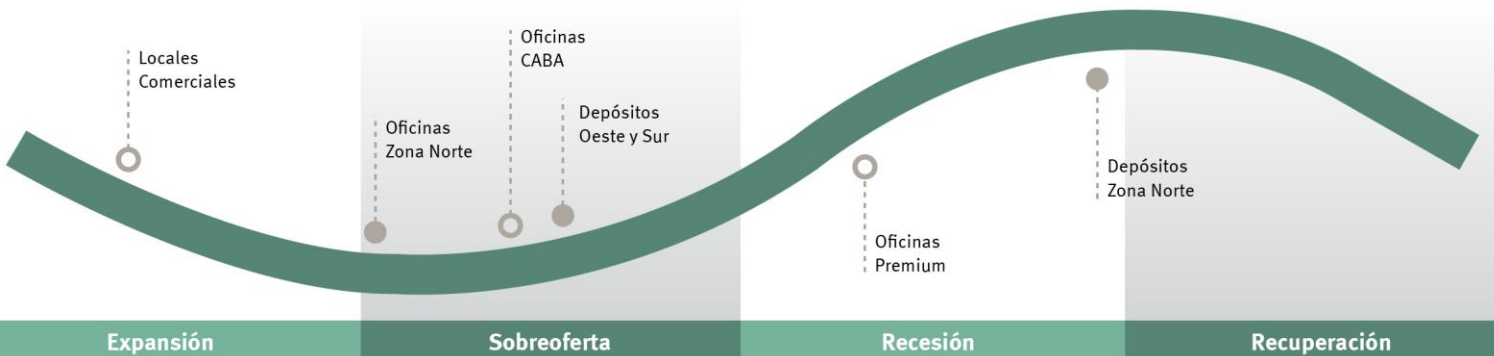 Locales
Comerciales
Oficinas
Zona Norte
Oficinas
CABA
Depósitos
Oeste y Sur
Oficinas
Premium
Depósitos
Zona Norte
Expansión
Sobreoferta
Recesión
Recuperación